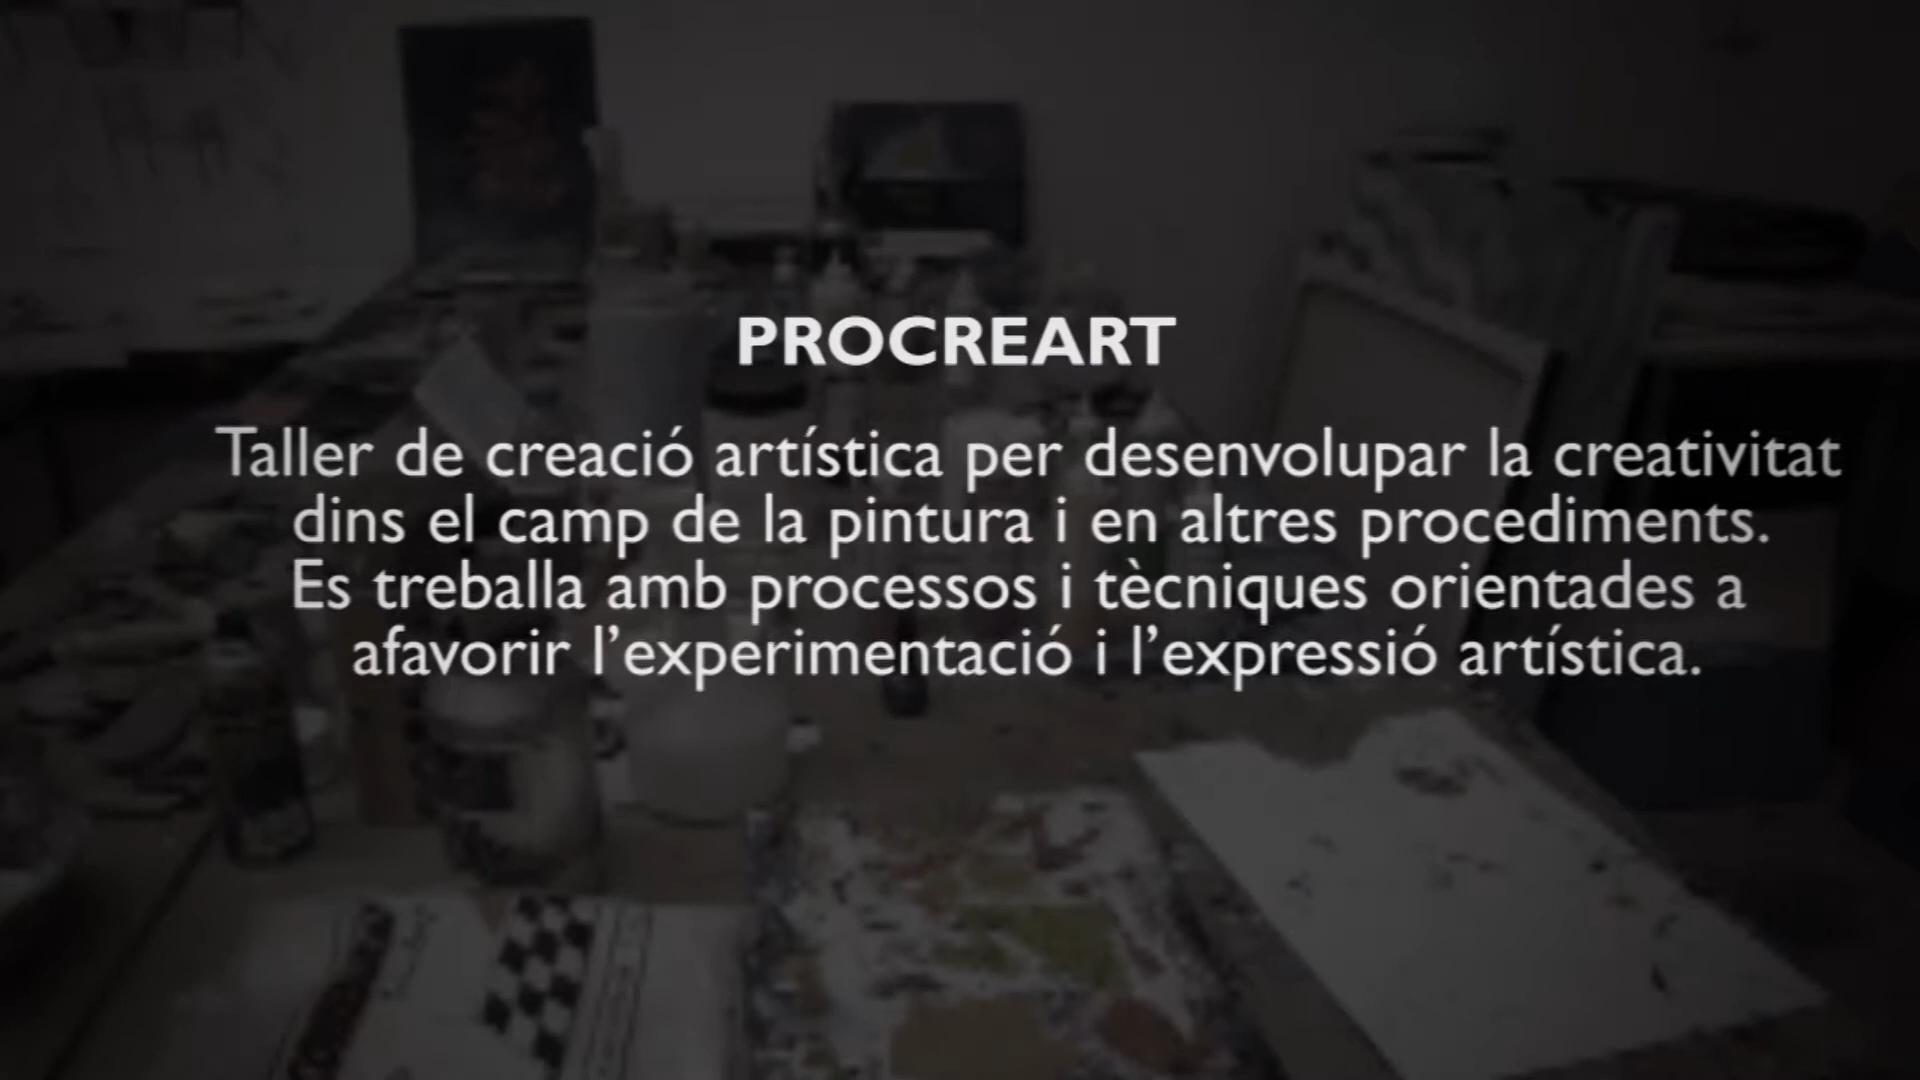 PROCREART
Taller de creació artística per desenvolupar la creativitat
dins el camp de la pintura i en altres procediments.
Es treballa amb processos i tècniques orientades a
afavorir l’experimentació i l’expressió artística.